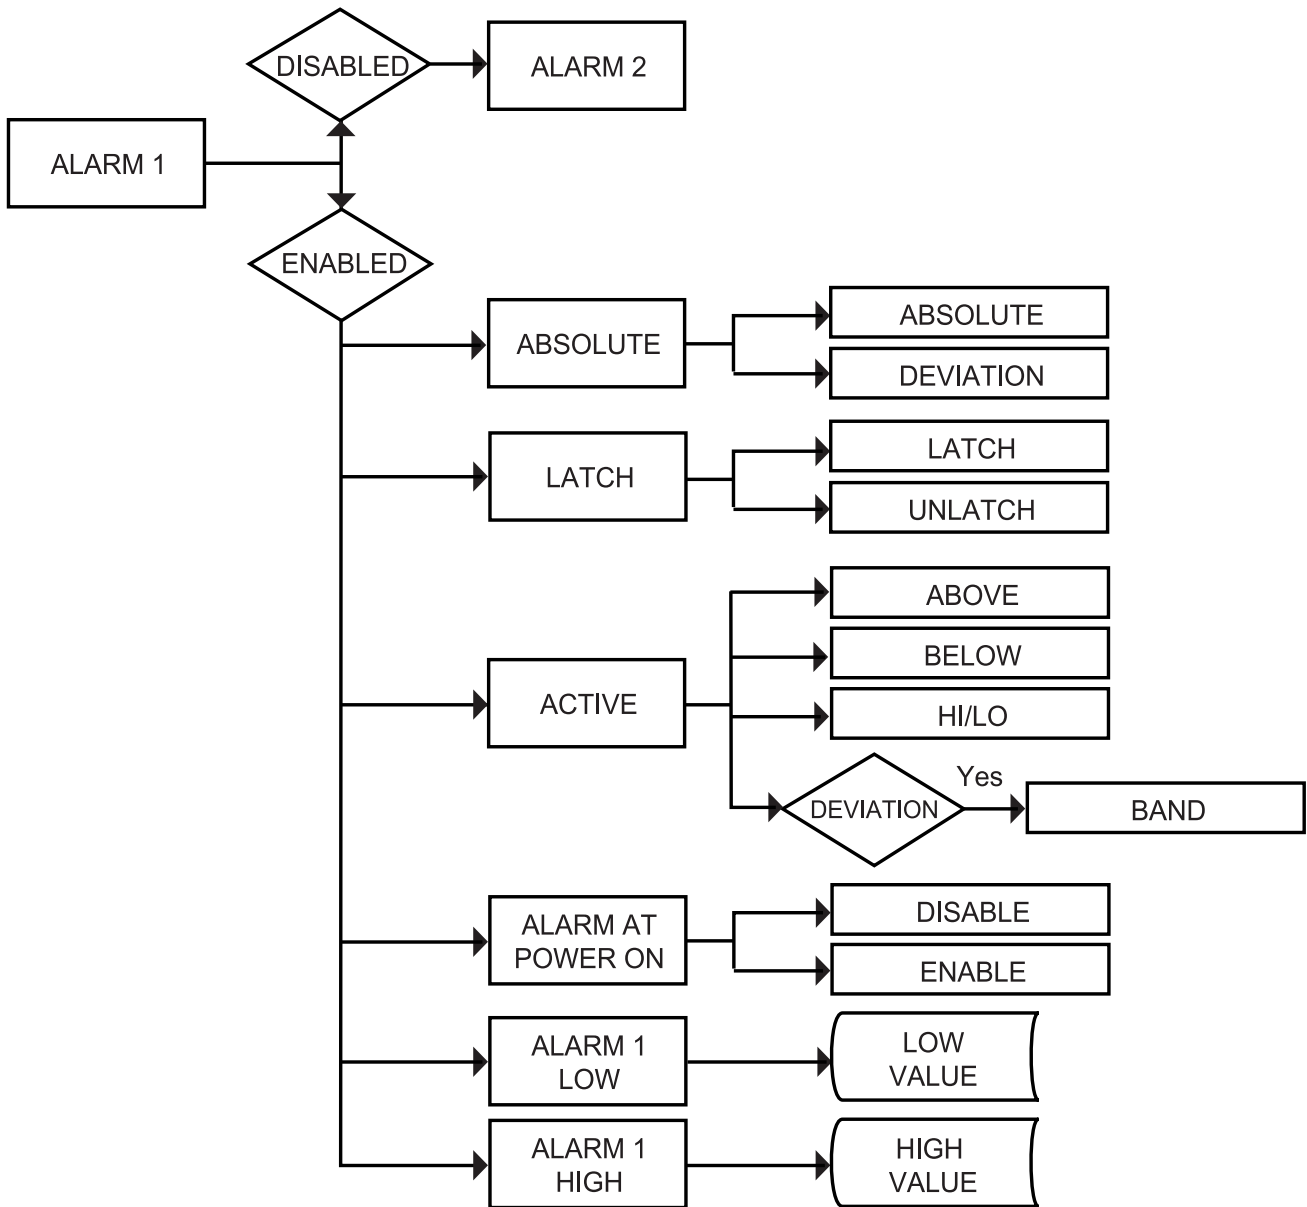 DISABLED
ALARM 2
ALARM 1
ENABLED
ABSOLUTE
ABSOLUTE
DEVIATION
LATCH
LATCH
UNLATCH
ACTIVE
ABOVE
BELOW
HI/LO
DEVIATION
Yes
BAND
ALARM AT
POWER ON
DISABLE
ENABLE
ALARM 1
LOW
LOW
VALUE
ALARM 1
HIGH
HIGH
VALUE